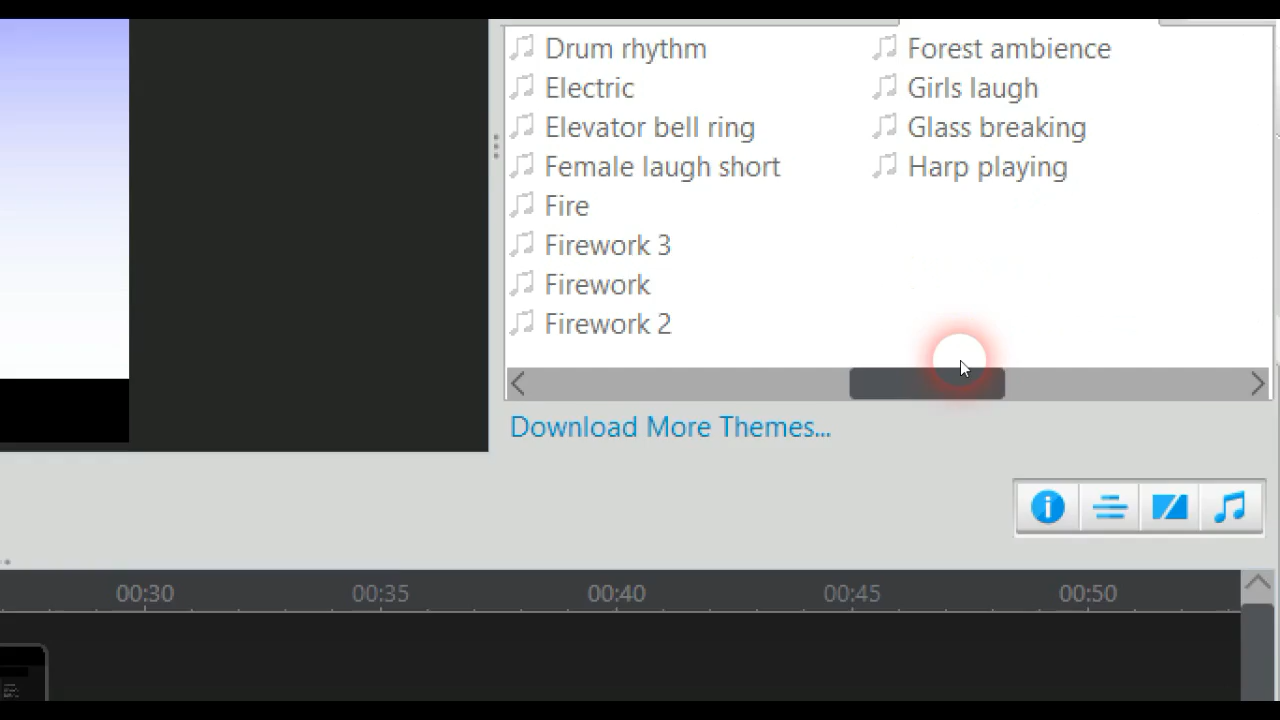 Drum rhythm
Electric
Elevator bell ring
Female laugh short
Fire
Firework 3
Firework
Firework 2
Forest ambience
Girls laugh
Glass breaking
Harp playing
Download More Themes...
00:30 00:35 00:40 00:45 00:50